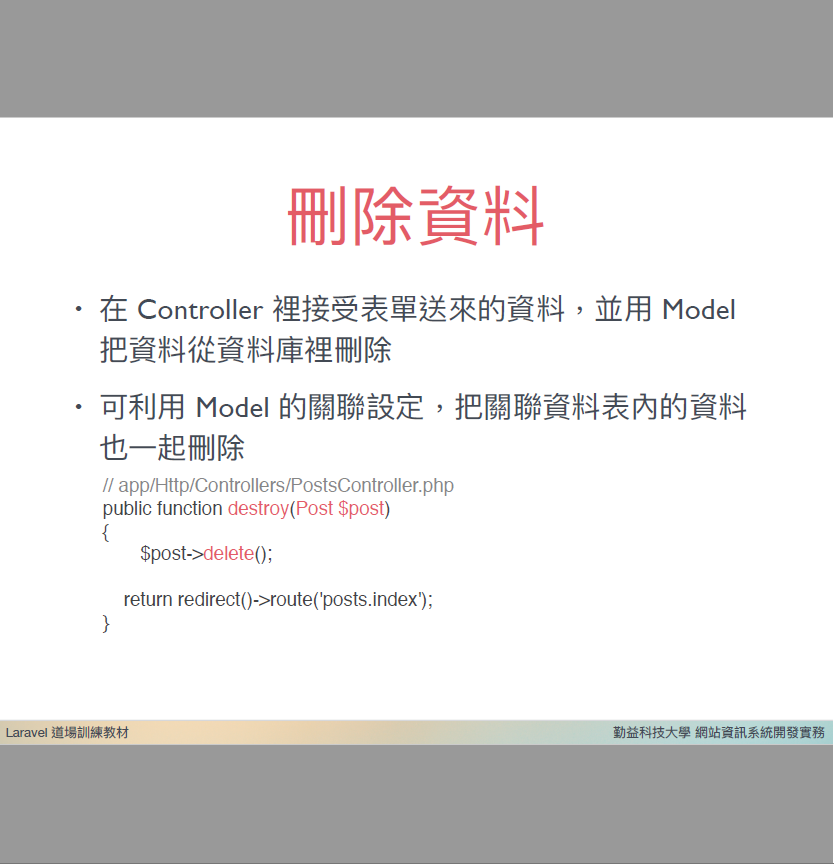 刪除資料
• 在 Controller 裡接受表單送來的資料，並用 Model
把資料從資料庫裡刪除
• 可利用 Model 的關聯設定，把關聯資料表內的資料
也一起刪除
// app/Http/Controllers/PostsController.php
public function destroy(Post $post)
{
        $post->delete();

    return redirect()->route('posts.index');
}
Laravel 道場訓練教材
勤益科技大學 網站資訊系統開發實務